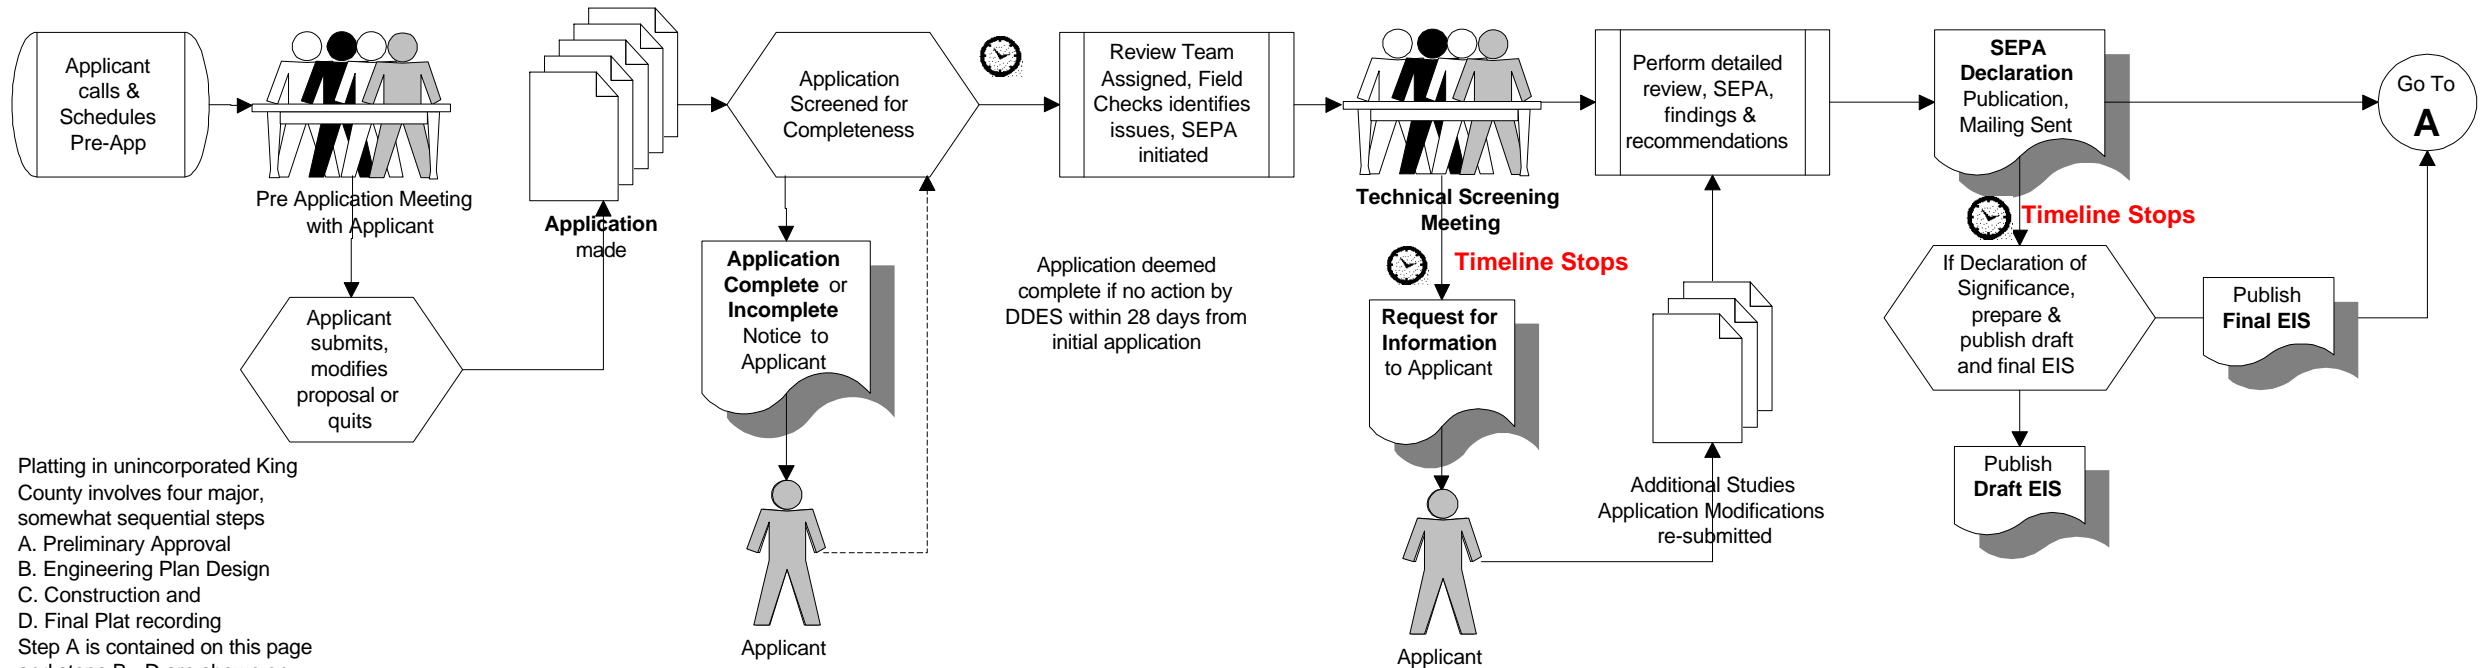 Applicant
calls &
Schedules
Pre-App
Pre Application Meeting
with Applicant
Applicant
submits,
modifies
proposal or
quits
Application
made
Application
Screened for
Completeness
Application
Complete or
Incomplete
Notice to
Applicant
Applicant
Review Team
Assigned, Field
Checks identifies
issues, SEPA
initiated
Application deemed
complete if no action by
DDES within 28 days from
initial application
Technical Screening
Meeting
Timeline Stops
Request for
Information
to Applicant
Applicant
Additional Studies
Application Modifications
re-submitted
Perform detailed
review, SEPA,
findings &
recommendations
SEPA
Declaration
Publication,
Mailing Sent
Timeline Stops
If Declaration of
Significance,
prepare &
publish draft
and final EIS
Publish
Draft EIS
Publish
Final EIS
Go To
A
Platting in unincorporated King
County involves four major,
somewhat sequential steps
A. Preliminary Approval
B. Engineering Plan Design
C. Construction and
D. Final Plat recording
Step A is contained on this page